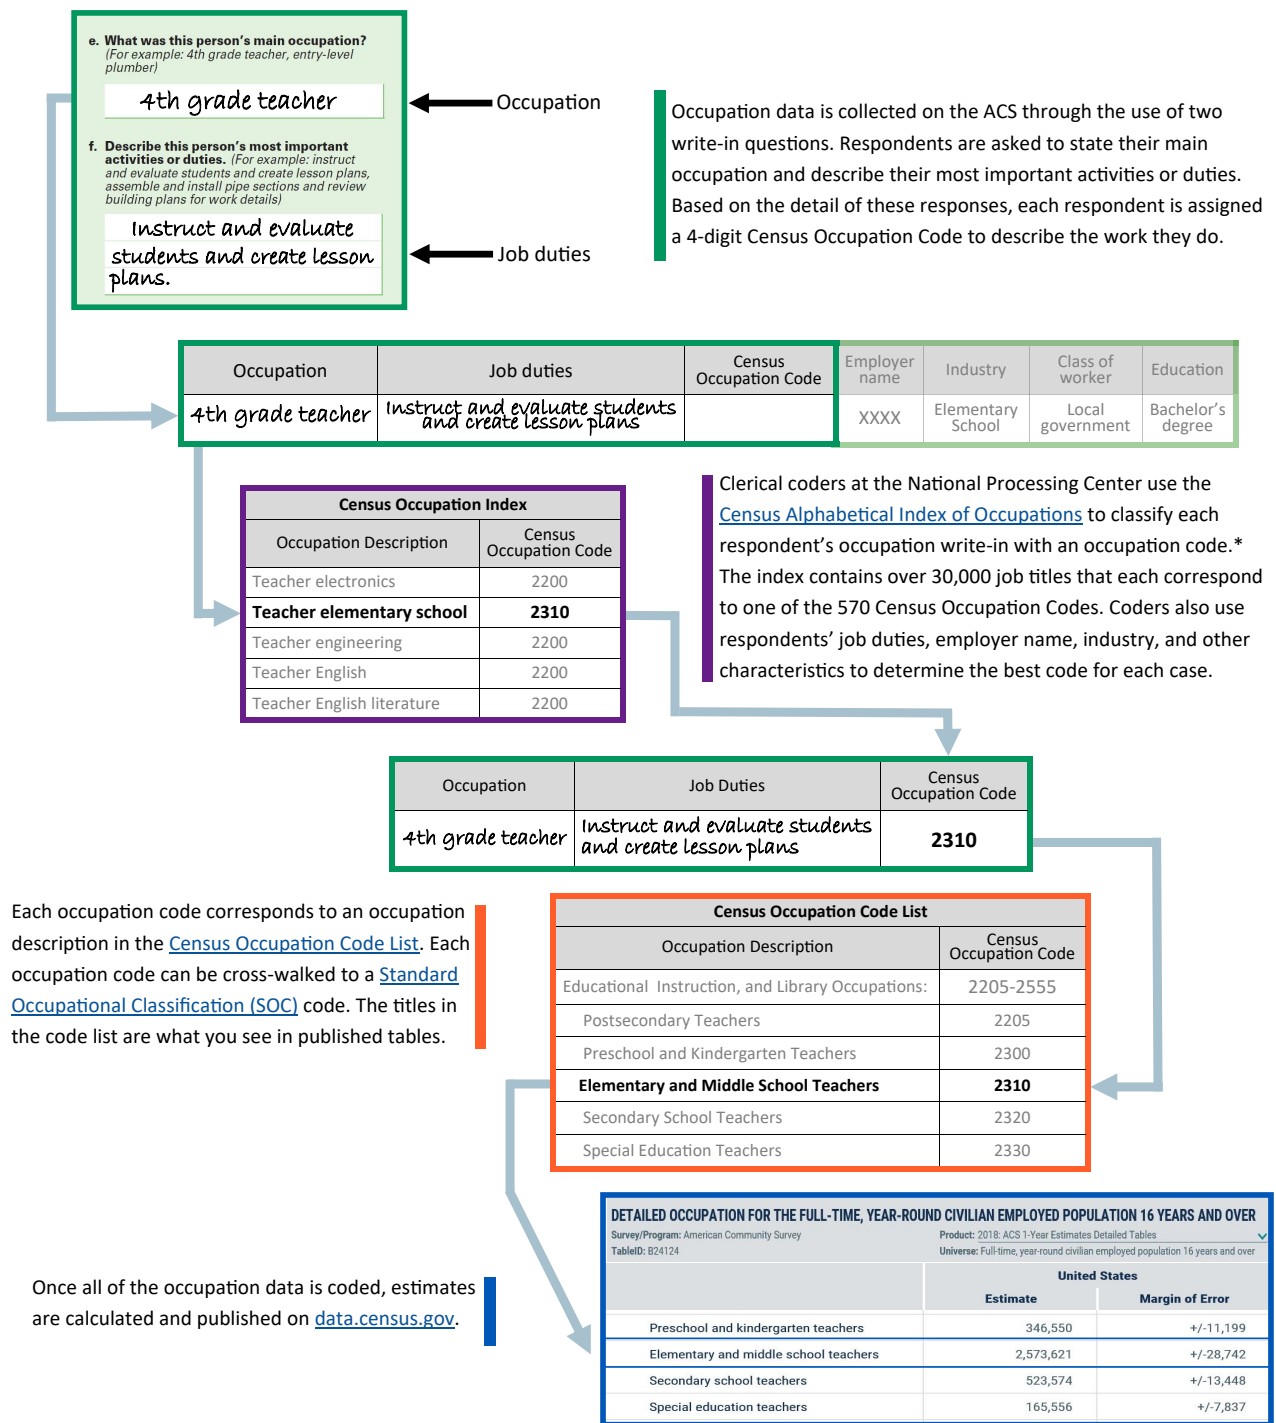 e. What was this person's main occupation?
(For example: 4th grade teacher, entry-level
plumber)
4th grade teacher
Occupation
f. Describe this person's most important
activities or duties. (For example: instruct
and evaluate students and create lesson plans,
assemble and install pipe sections and review
building plans for work details)
Instruct and evaluate
students and create lesson
plans.
Job duties
Occupation data is collected on the ACS through the use of two
write-in questions. Respondents are asked to state their main
occupation and describe their most important activities or duties.
Based on the detail of these responses, each respondent is assigned
a 4-digit Census Occupation Code to describe the work they do.
Occupation Job duties Census Occupation Code Employer name Industry Class of worker Education
4th grade teacher Instruct and evaluate students and create lesson plans XXXX Elementary School Local government Bachelor's degree
Census Occupation Index
Occupation Description Census Occupation Code
Teacher electronics 2200
Teacher elementary school 2310
Teacher engineering 2200
Teacher English 2200
Teacher English literature 2200
Clerical coders at the National Processing Center use the
Census Alphabetical Index of Occupations to classify each
respondent's occupation write-in with an occupation code.*
The index contains over 30,000 job titles that each correspond
to one of the 570 Census Occupation Codes. Coders also use
respondents' job duties, employer name, industry, and other
characteristics to determine the best code for each case.
Occupation Job Duties Census Occupation Code
4th grade teacher Instruct and evaluate students and create lesson plans 2310
Each occupation code corresponds to an occupation
description in the Census Occupation Code List. Each
occupation code can be cross-walked to a Standard
Occupational Classification (SOC) code. The titles in
the code list are what you see in published tables.
Census Occupation Code List
Occupation Description Census Occupation Code
Educational Instruction, and Library Occupations: 2205-2555
Postsecondary Teachers 2205
Preschool and Kindergarten Teachers 2300
Elementary and Middle School Teachers 2310
Secondary School Teachers 2320
Special Education Teachers 2330
Once all of the occupation data is coded, estimates
are calculated and published on data.census.gov.
DETAILED OCCUPATION FOR THE FULL-TIME, YEAR-ROUND CIVILIAN EMPLOYED POPULATION 16 YEARS AND OVER
Survey/Program: American Community Survey Product: 2018: ACS 1-Year Estimates Detailed Tables
TableID: B24124 Universe: Full-time, year-round civilian employed population 16 years and over
United States
Estimate Margin of Error
Preschool and kindergarten teachers 346,550 +/-11,199
Elementary and middle school teachers 2,573,621 +/-28,742
Secondary school teachers 523,574 +/-13,448
Special education teachers 165,556 +/-7,837